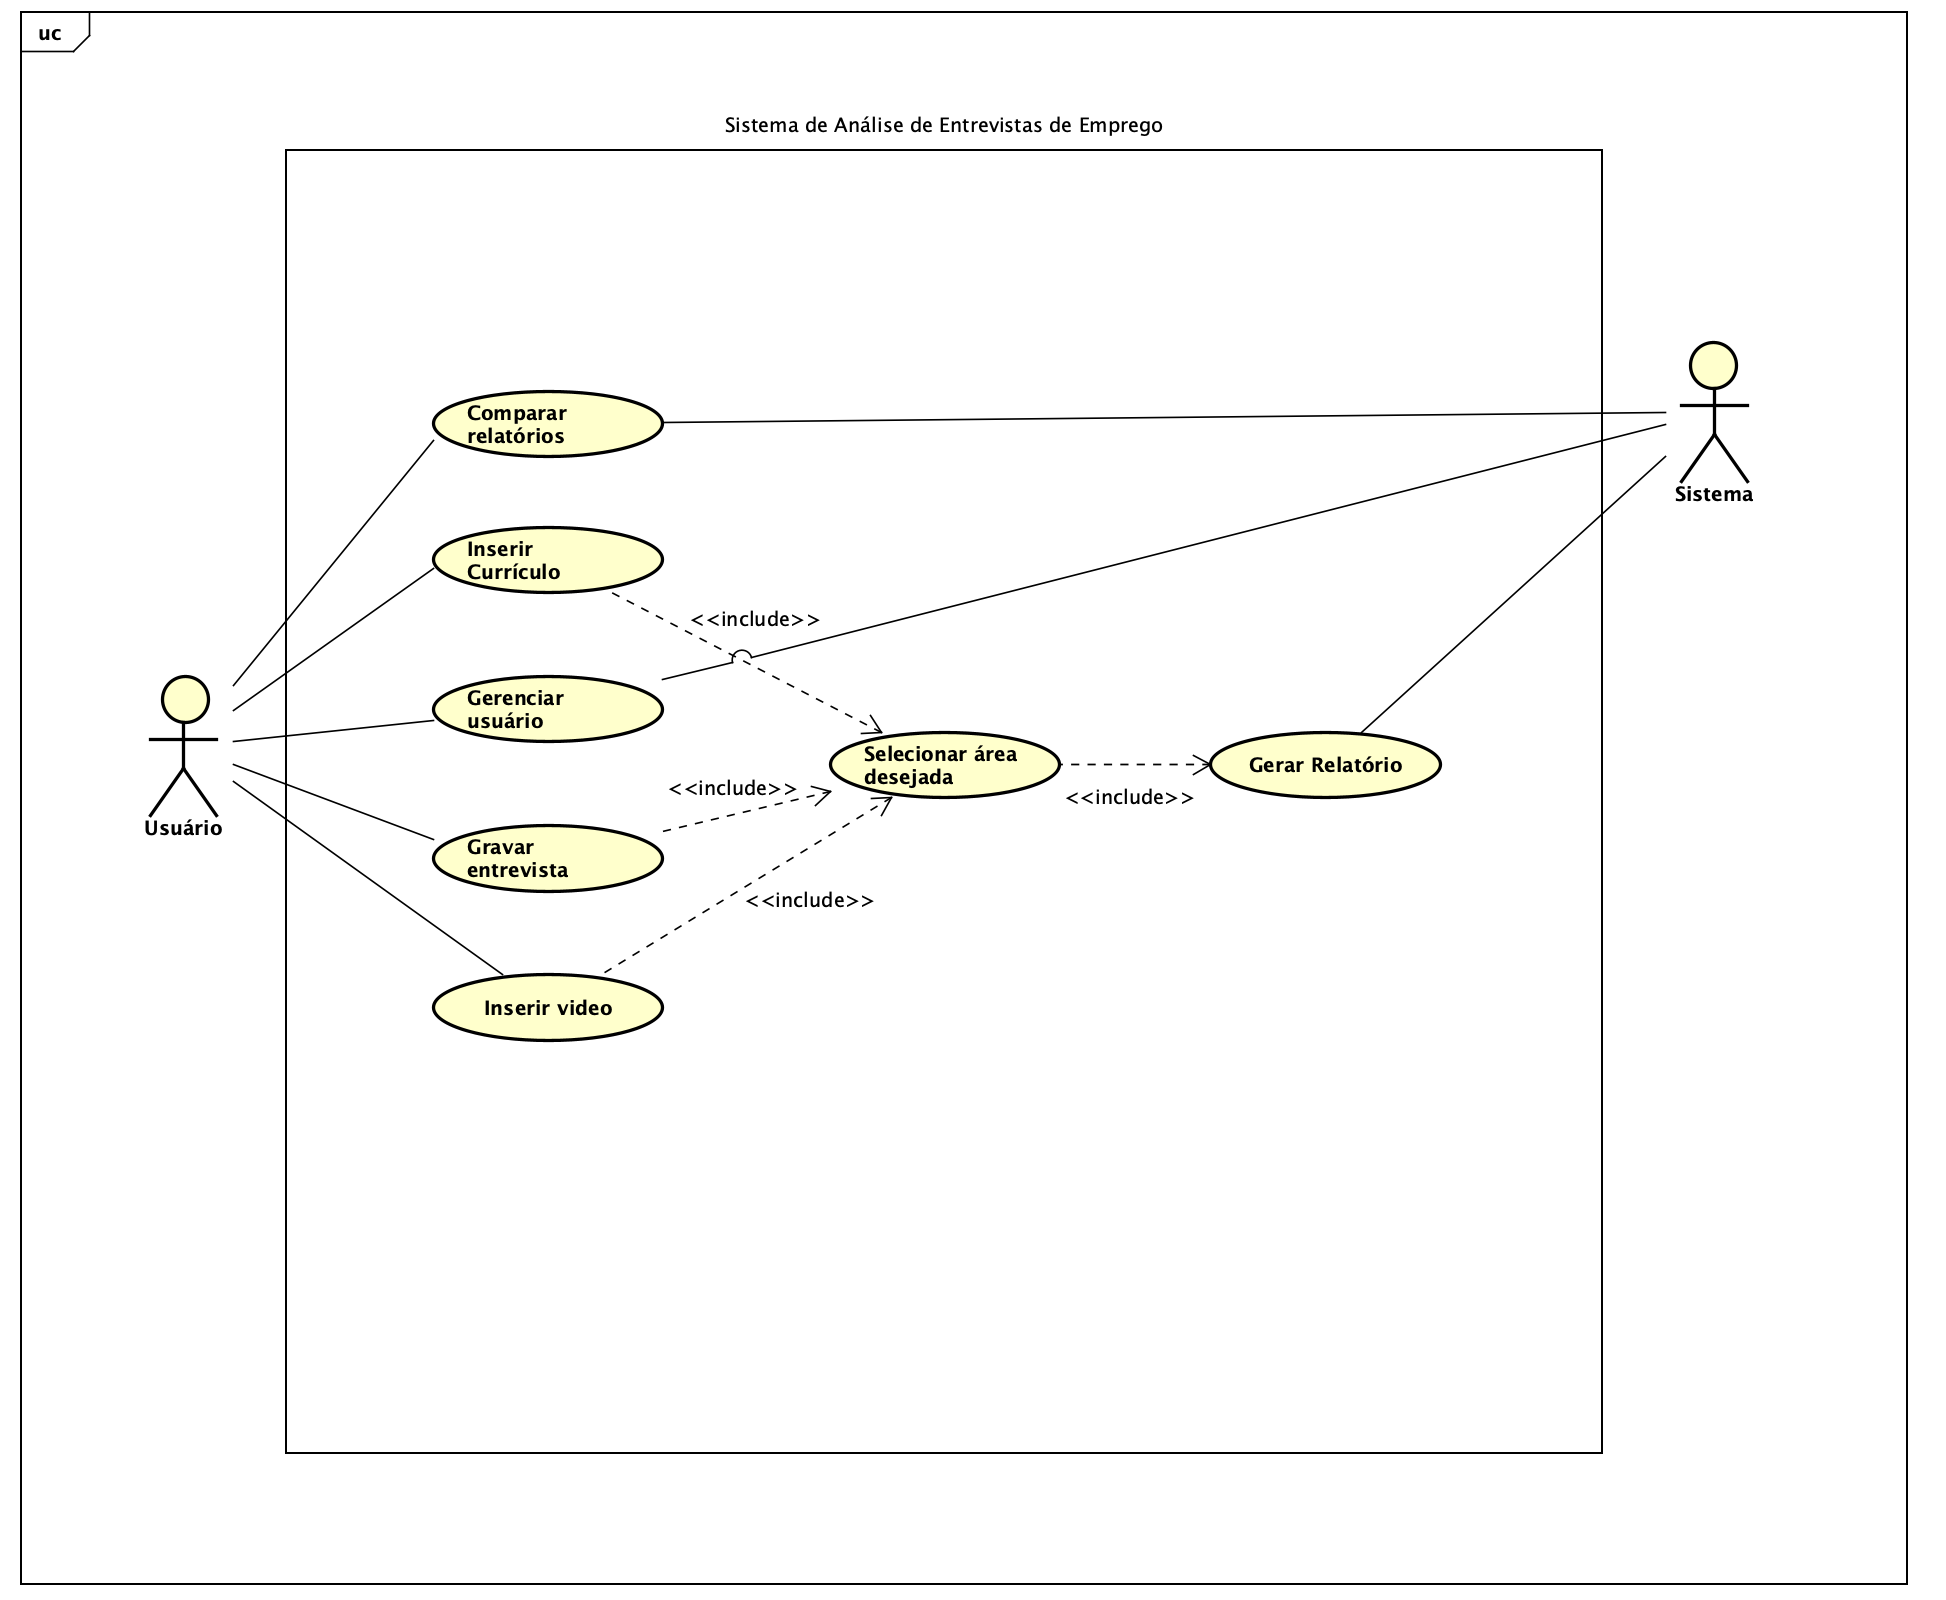 uc
Sistema de Análise de Entrevistas de Emprego
Comparar
relatórios
Sistema
Inserir
Currículo
<<include>>
Gerenciar
usuário
Usuário
Selecionar área
desejada
Gerar Relatório
<<include>>
<<include>>
Gravar
entrevista
<<include>>
Inserir video